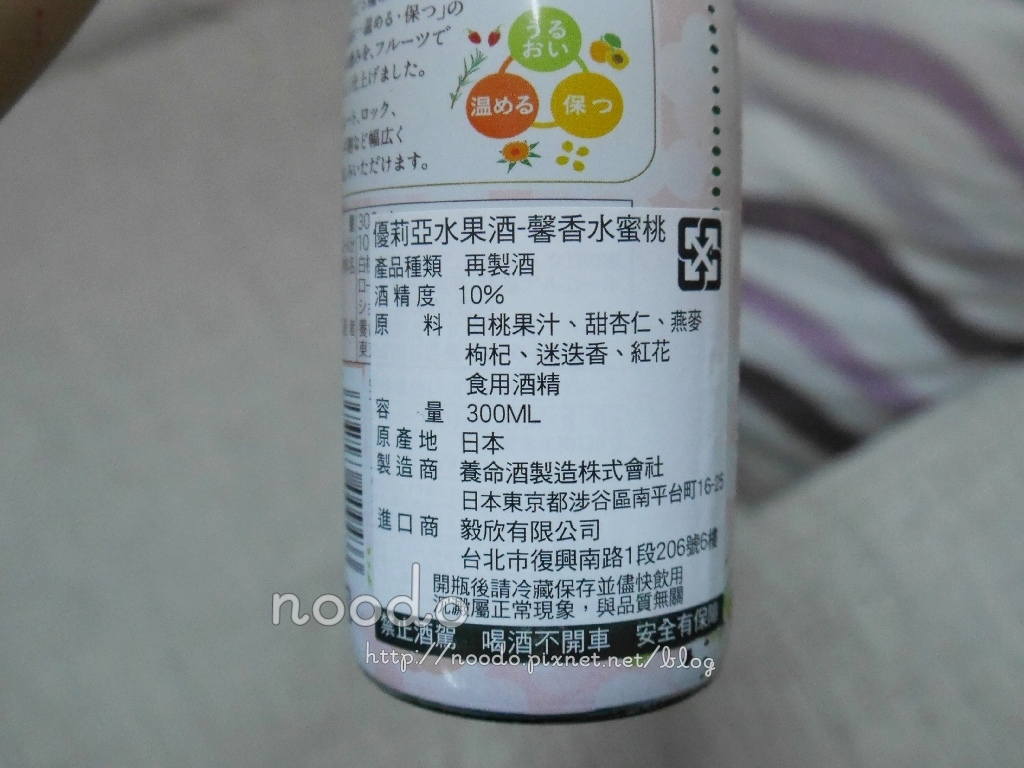 温める・保つ」の
みを、フルーツで
上げました。
ート、ロック、
など幅広く
いただけます。
うる
おい
温める
保つ
優莉亞水果酒-馨香水蜜桃
產品種類 再製酒
酒精度 10%
原料 白桃果汁、甜杏仁、燕麥
枸杞、迷迭香、紅花
食用酒精
容量 300ML
原產地 日本
製造商 養命酒製造株式會社
日本東京都涉谷區南平台町16-25
進口商 毅欣有限公司
台北市復興南路1段206號6樓
開瓶後請冷藏保存並儘快飲用
沉澱屬正常現象，與品質無關
禁止酒駕 喝酒不開車 安全有保障
noodo
http://noodo.pixnet.net/blog